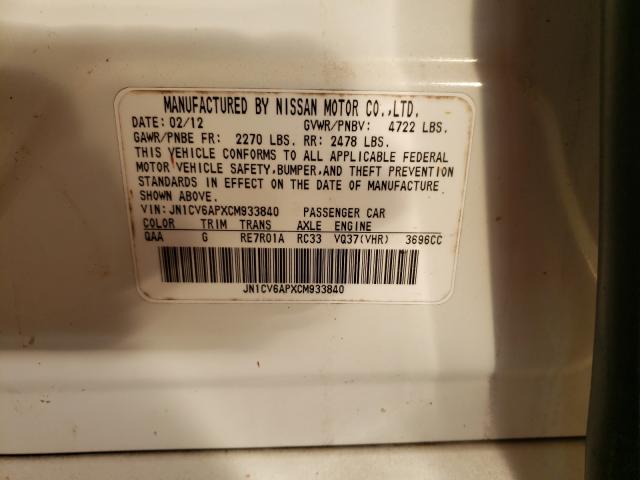 MANUFACTURED BY NISSAN MOTOR CO.,LTD.
DATE: 02/12 GVWR/PNBV: 4722 LBS.
GAWR/PNBE FR: 2270 LBS. RR: 2478 LBS.
THIS VEHICLE CONFORMS TO ALL APPLICABLE FEDERAL
MOTOR VEHICLE SAFETY,BUMPER,AND THEFT PREVENTION
STANDARDS IN EFFECT ON THE DATE OF MANUFACTURE
SHOWN ABOVE.
VIN: JN1CV6APXCM933840 PASSENGER CAR
COLOR TRIM TRANS AXLE ENGINE
QAA G RE7R01A RC33 VQ37(VHR) 3696CC
JN1CV6APXCM933840